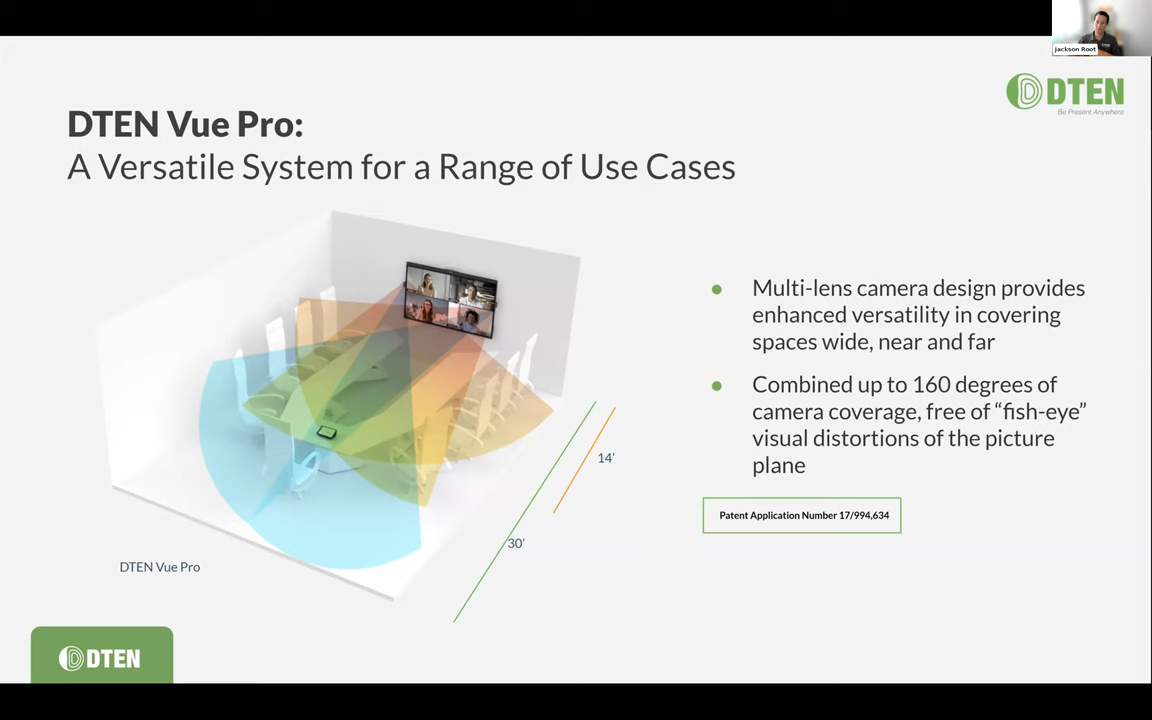 Jackson Root
DTEN
Be Present Anywhere
DTEN Vue Pro:
A Versatile System for a Range of Use Cases
Multi-lens camera design provides
enhanced versatility in covering
spaces wide, near and far
Combined up to 160 degrees of
camera coverage, free of “fish-eye”
visual distortions of the picture
plane
Patent Application Number 17/994,634
14’
30’
DTEN Vue Pro
DTEN